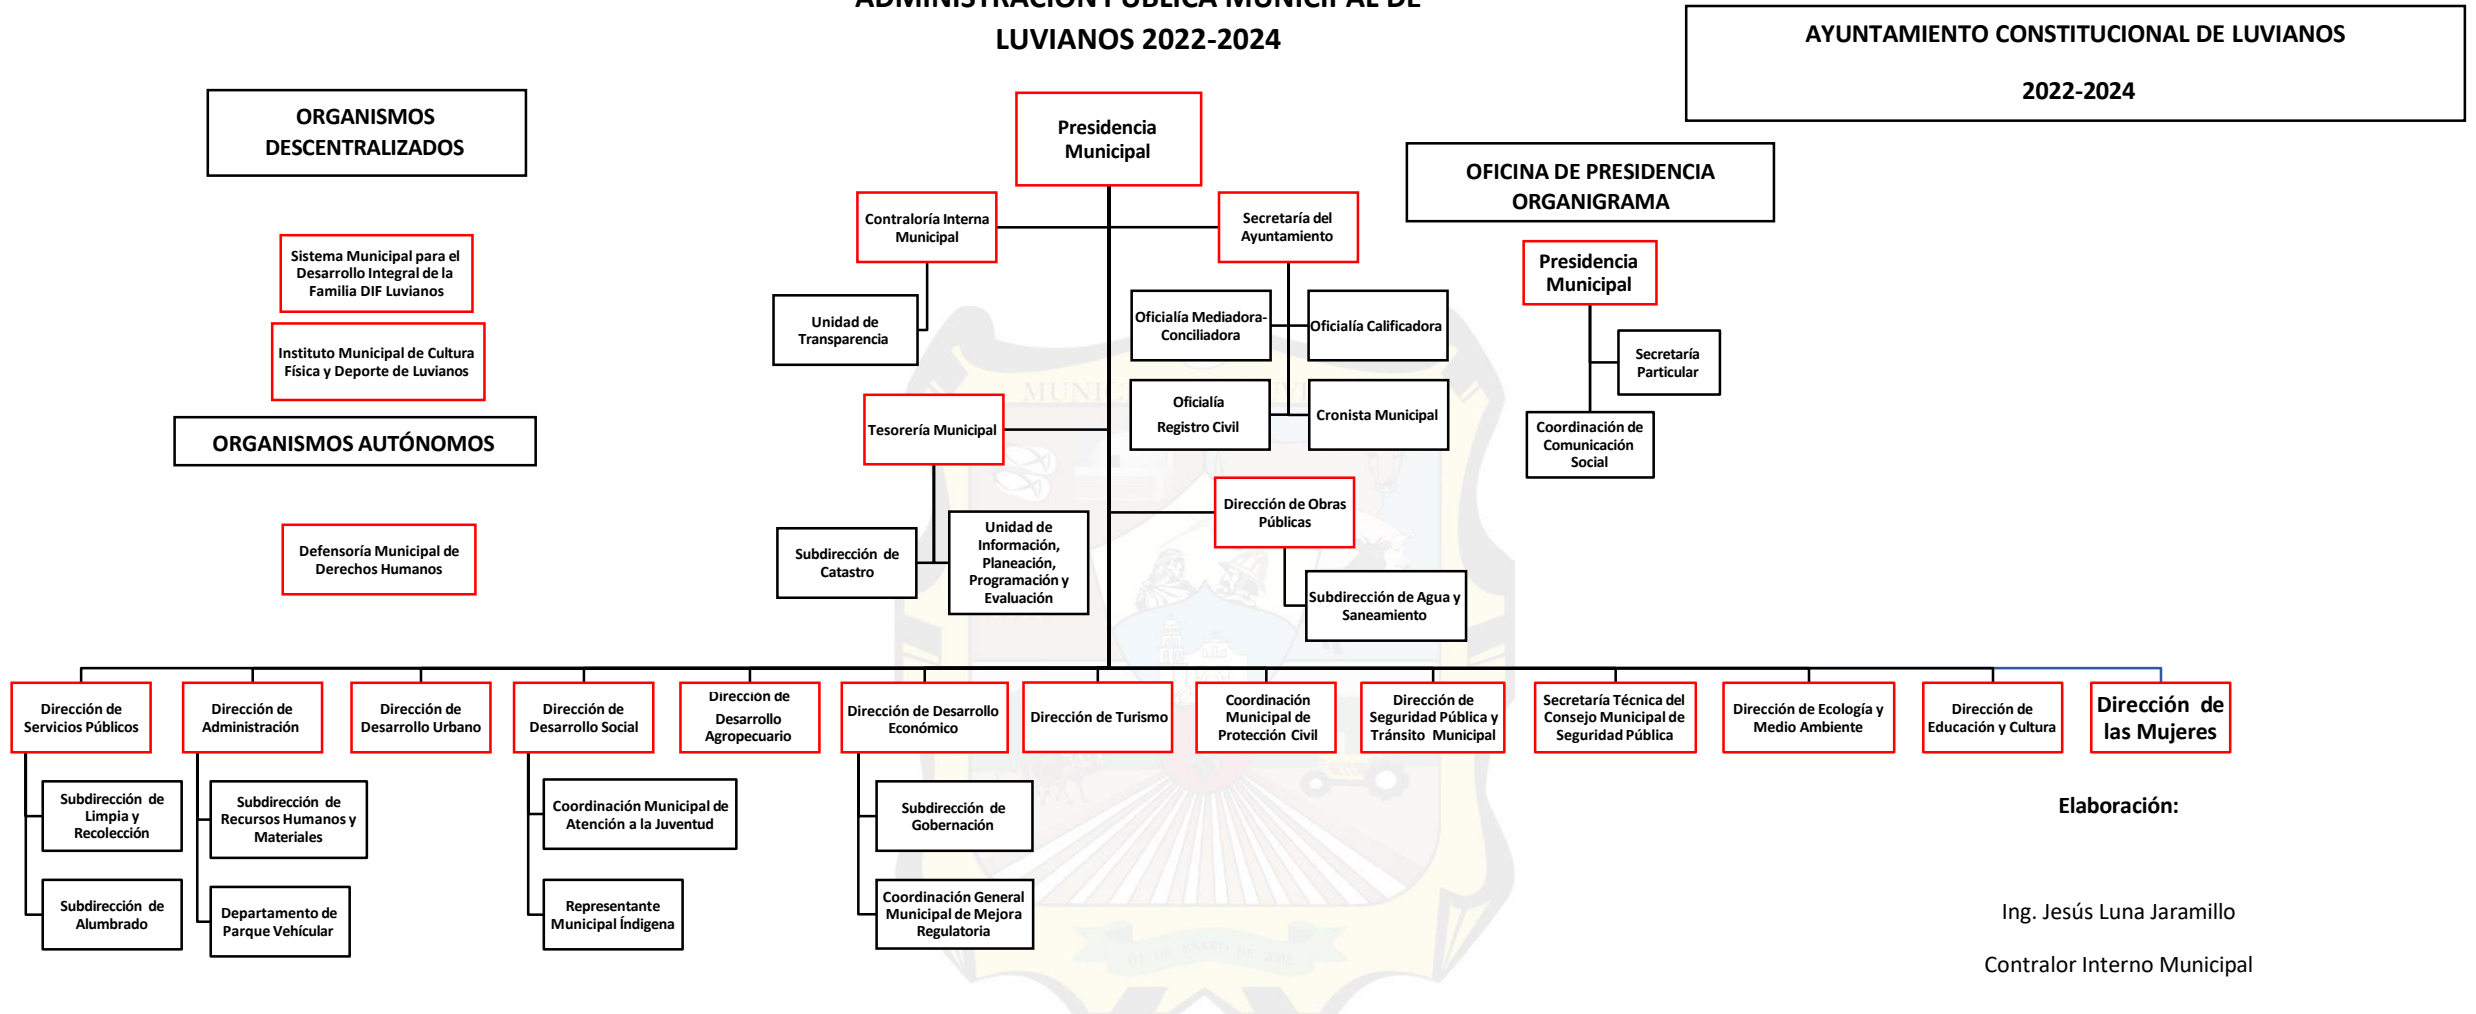 ADMINISTRACIÓN PÚBLICA MUNICIPAL DE
LUVIANOS 2022-2024
AYUNTAMIENTO CONSTITUCIONAL DE LUVIANOS
2022-2024
ORGANISMOS
DESCENTRALIZADOS
Sistema Municipal para el
Desarrollo Integral de la
Familia DIF Luvianos
Instituto Municipal de Cultura
Física y Deporte de Luvianos
ORGANISMOS AUTÓNOMOS
Defensoría Municipal de
Derechos Humanos
Presidencia
Municipal
Contraloría Interna
Municipal
Secretaría del
Ayuntamiento
Unidad de
Transparencia
Oficialía Mediadora-
Conciliadora
Oficialía Calificadora
Oficialía
Registro Civil
Cronista Municipal
Tesorería Municipal
Subdirección de
Catastro
Unidad de
Información,
Planeación,
Programación y
Evaluación
Dirección de Obras
Públicas
Subdirección de Agua y
Saneamiento
OFICINA DE PRESIDENCIA
ORGANIGRAMA
Presidencia
Municipal
Secretaría
Particular
Coordinación de
Comunicación
Social
Dirección de
Servicios Públicos
Dirección de
Administración
Dirección de
Desarrollo Urbano
Dirección de
Desarrollo Social
Dirección de
Desarrollo
Agropecuario
Dirección de Desarrollo
Económico
Dirección de Turismo
Coordinación
Municipal de
Protección Civil
Dirección de
Seguridad Pública y
Tránsito Municipal
Secretaría Técnica del
Consejo Municipal de
Seguridad Pública
Dirección de Ecología y
Medio Ambiente
Dirección de
Educación y Cultura
Dirección de
las Mujeres
Subdirección de
Limpia y
Recolección
Subdirección de
Alumbrado
Subdirección de
Recursos Humanos y
Materiales
Departamento de
Parque Vehícular
Coordinación Municipal de
Atención a la Juventud
Representante
Municipal Índigena
Subdirección de
Gobernación
Coordinación General
Municipal de Mejora
Regulatoria
Elaboración:
Ing. Jesús Luna Jaramillo
Contralor Interno Municipal